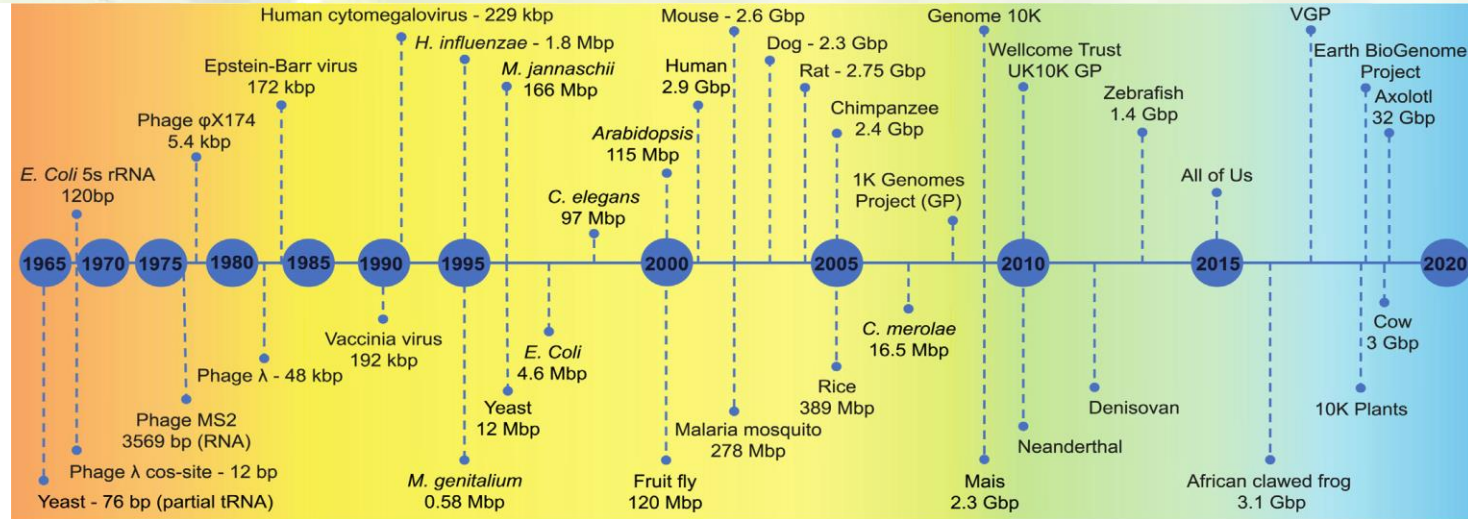 Human cytomegalovirus - 229 kbp
Mouse - 2.6 Gbp
Genome 10K
VGP
H. influenzae - 1.8 Mbp
Dog - 2.3 Gbp
Wellcome Trust
UK10K GP
Earth BioGenome
Project
Epstein-Barr virus
172 kbp
M. jannaschii
166 Mbp
Human
2.9 Gbp
Rat - 2.75 Gbp
Zebrafish
1.4 Gbp
Axolotl
32 Gbp
Phage φX174
5.4 kbp
Arabidopsis
115 Mbp
Chimpanzee
2.4 Gbp
E. Coli 5s rRNA
120bp
C. elegans
97 Mbp
1K Genomes
Project (GP)
All of Us
1965 1970 1975 1980 1985 1990 1995 2000 2005 2010 2015 2020
Vaccinia virus
192 kbp
C. merolae
16.5 Mbp
Cow
3 Gbp
Phage λ - 48 kbp
E. Coli
4.6 Mbp
Rice
389 Mbp
Denisovan
10K Plants
Phage MS2
3569 bp (RNA)
Yeast
12 Mbp
Malaria mosquito
278 Mbp
Neanderthal
Phage λ cos-site - 12 bp
Yeast - 76 bp (partial tRNA)
M. genitalium
0.58 Mbp
Fruit fly
120 Mbp
Mais
2.3 Gbp
African clawed frog
3.1 Gbp